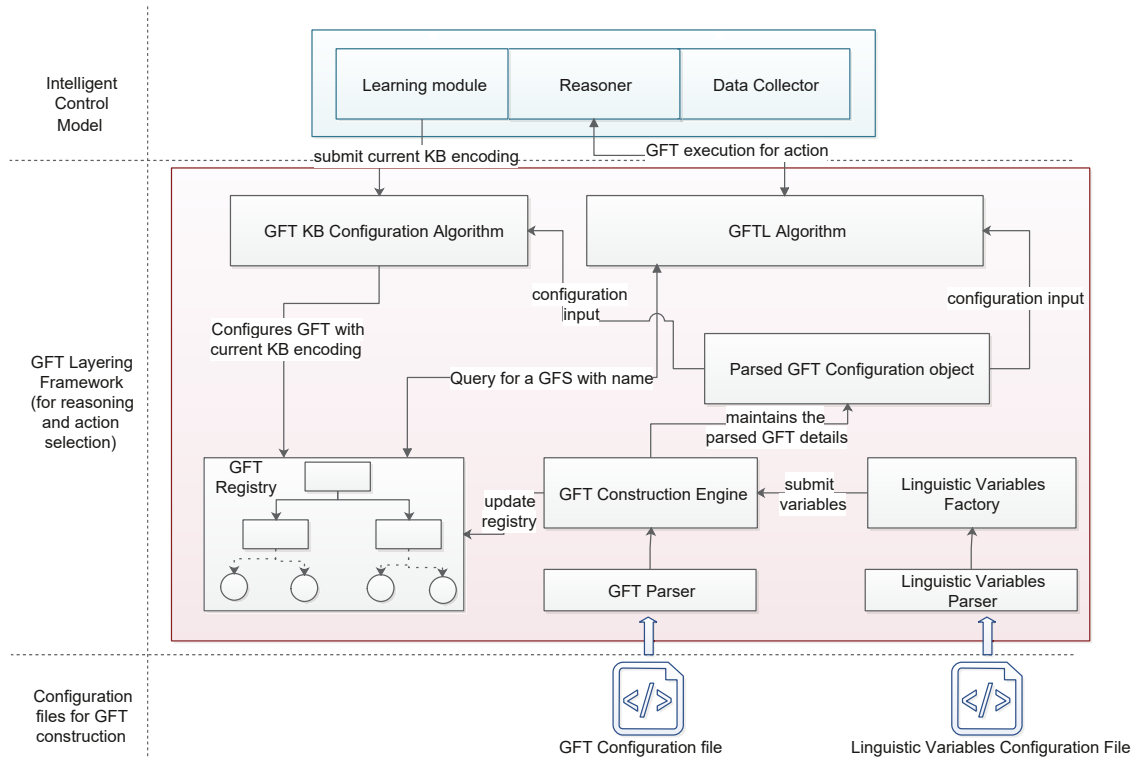 Intelligent
Control
Model
Learning module
Reasoner
Data Collector
submit current KB encoding
GFT execution for action
GFT KB Configuration Algorithm
GFTL Algorithm
configuration
input
configuration input
Configures GFT with
current KB encoding
GFT Layering
Framework
(for reasoning
and action
selection)
Parsed GFT Configuration object
Query for a GFS with name
maintains the
parsed GFT details
GFT
Registry
update
registry
GFT Construction Engine
submit
variables
Linguistic Variables
Factory
GFT Parser
Linguistic Variables
Parser
Configuration
files for GFT
construction
</>
</>
GFT Configuration file
Linguistic Variables Configuration File